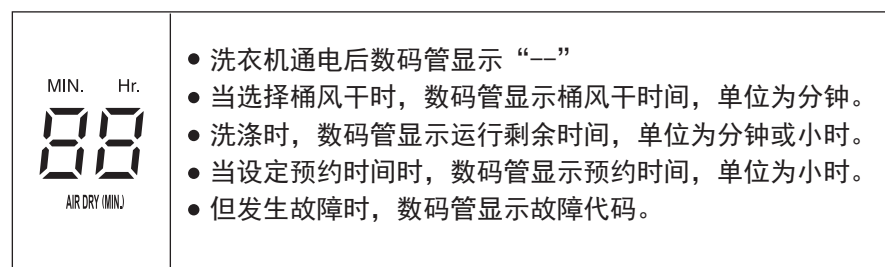 MIN. Hr.
88
AIR DRY (MIN.)
● 洗衣机通电后数码管显示“--”
● 当选择桶风干时，数码管显示桶风干时间，单位为分钟。
● 洗涤时，数码管显示运行剩余时间，单位为分钟或小时。
● 当设定预约时间时，数码管显示预约时间，单位为小时。
● 但发生故障时，数码管显示故障代码。